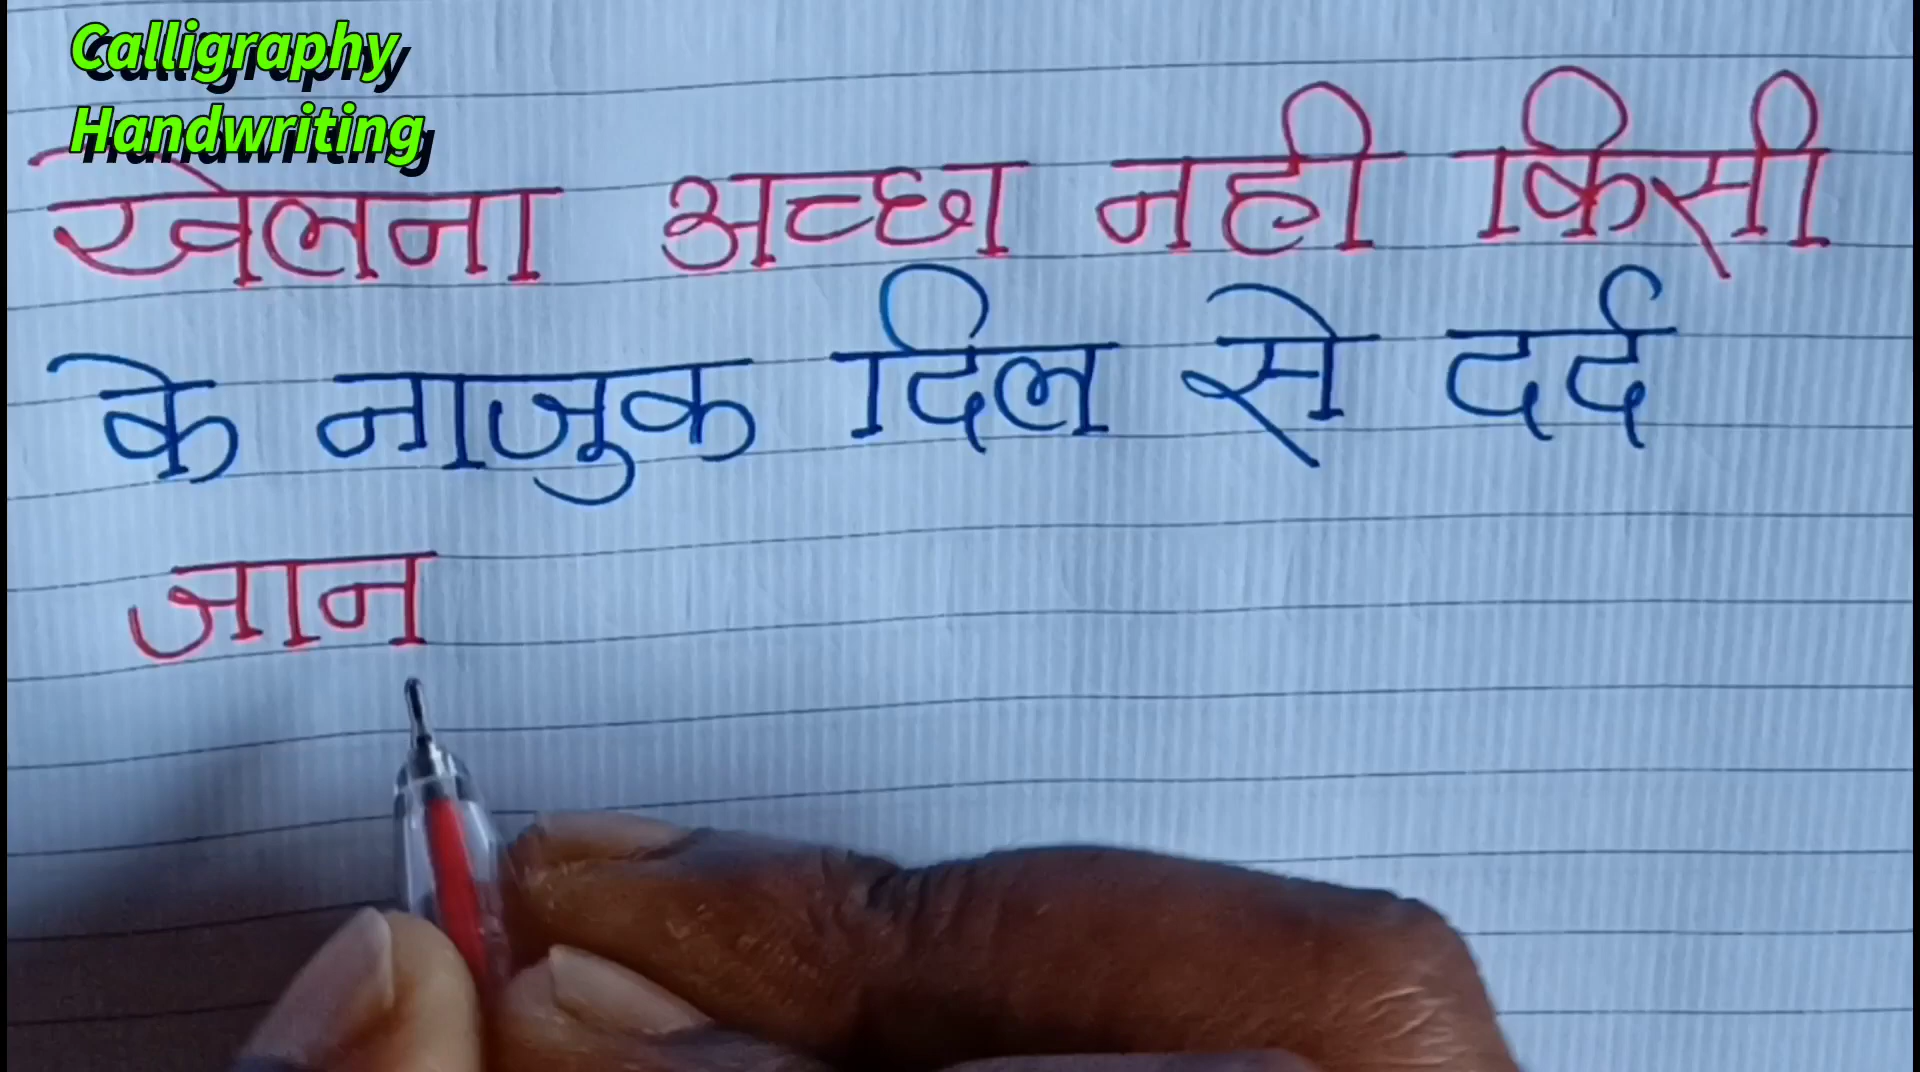 Calligraphy
Handwriting
खेलना अच्छा नही किसी
के नाजुक दिल से दर्द
जान